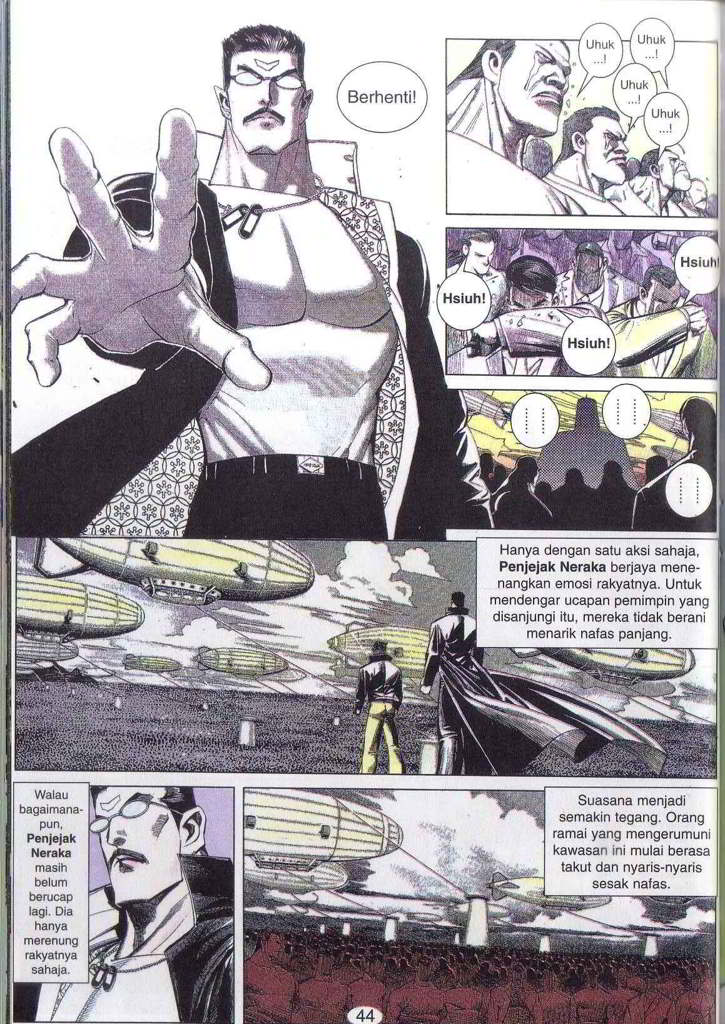 Berhenti!
Uhuk
...!
Uhuk
...!
Uhuk
...!
Uhuk
...!
Hsiuh!
Hsiuh!
Hsiuh!
Hanya dengan satu aksi sahaja,
Penjejak Neraka berjaya mene-
nangkan emosi rakyatnya. Untuk
mendengar ucapan pemimpin yang
disanjungi itu, mereka tidak berani
menarik nafas panjang.
Walau
bagaimana-
pun,
Penjejak
Neraka
masih
belum
berucap
lagi. Dia
hanya
merenung
rakyatnya
sahaja.
Suasana menjadi
semakin tegang. Orang
ramai yang mengerumuni
kawasan ini mulai berasa
takut dan nyaris-nyaris
sesak nafas.
44